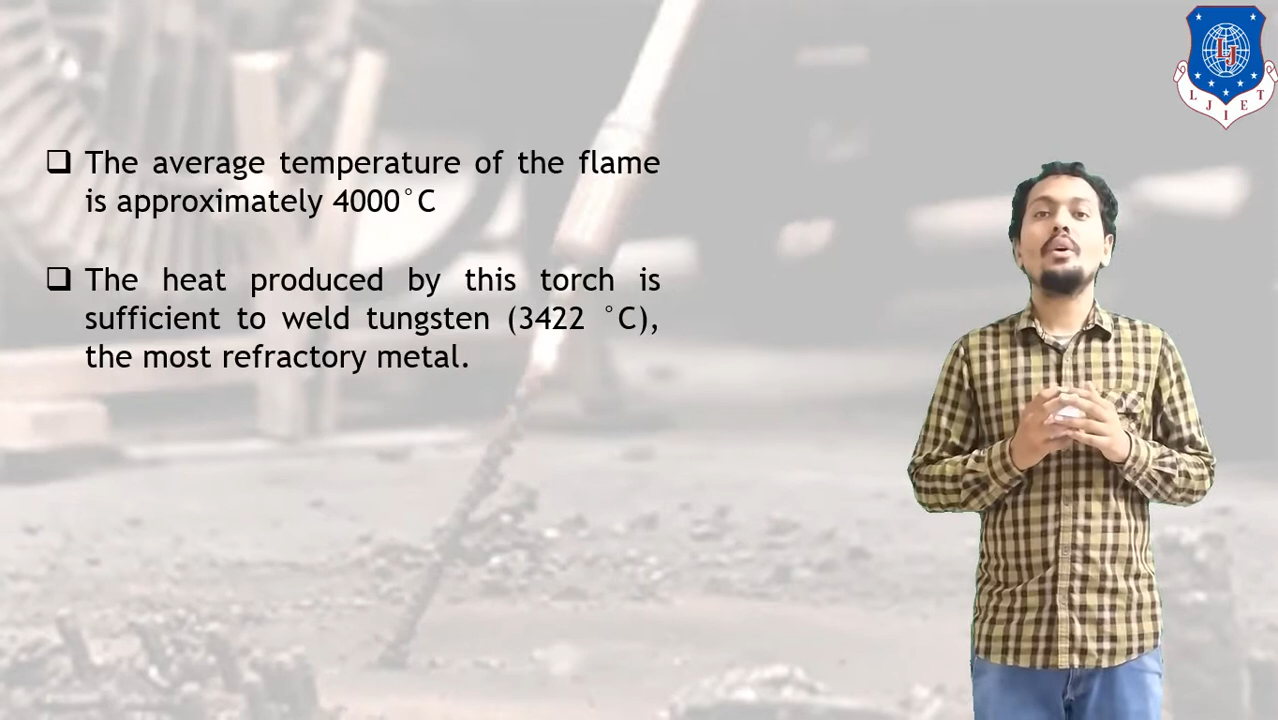 The average temperature of the flame
is approximately 4000°C
The heat produced by this torch is
sufficient to weld tungsten (3422 °C),
the most refractory metal.
LJ
L J I E T